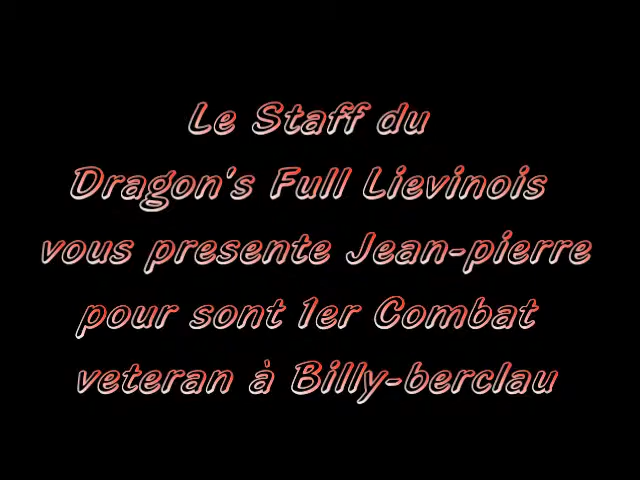 Le Staff du
Dragon's Full Lievinois
vous presente Jean-pierre
pour sont 1er Combat
veteran à Billy-berclau